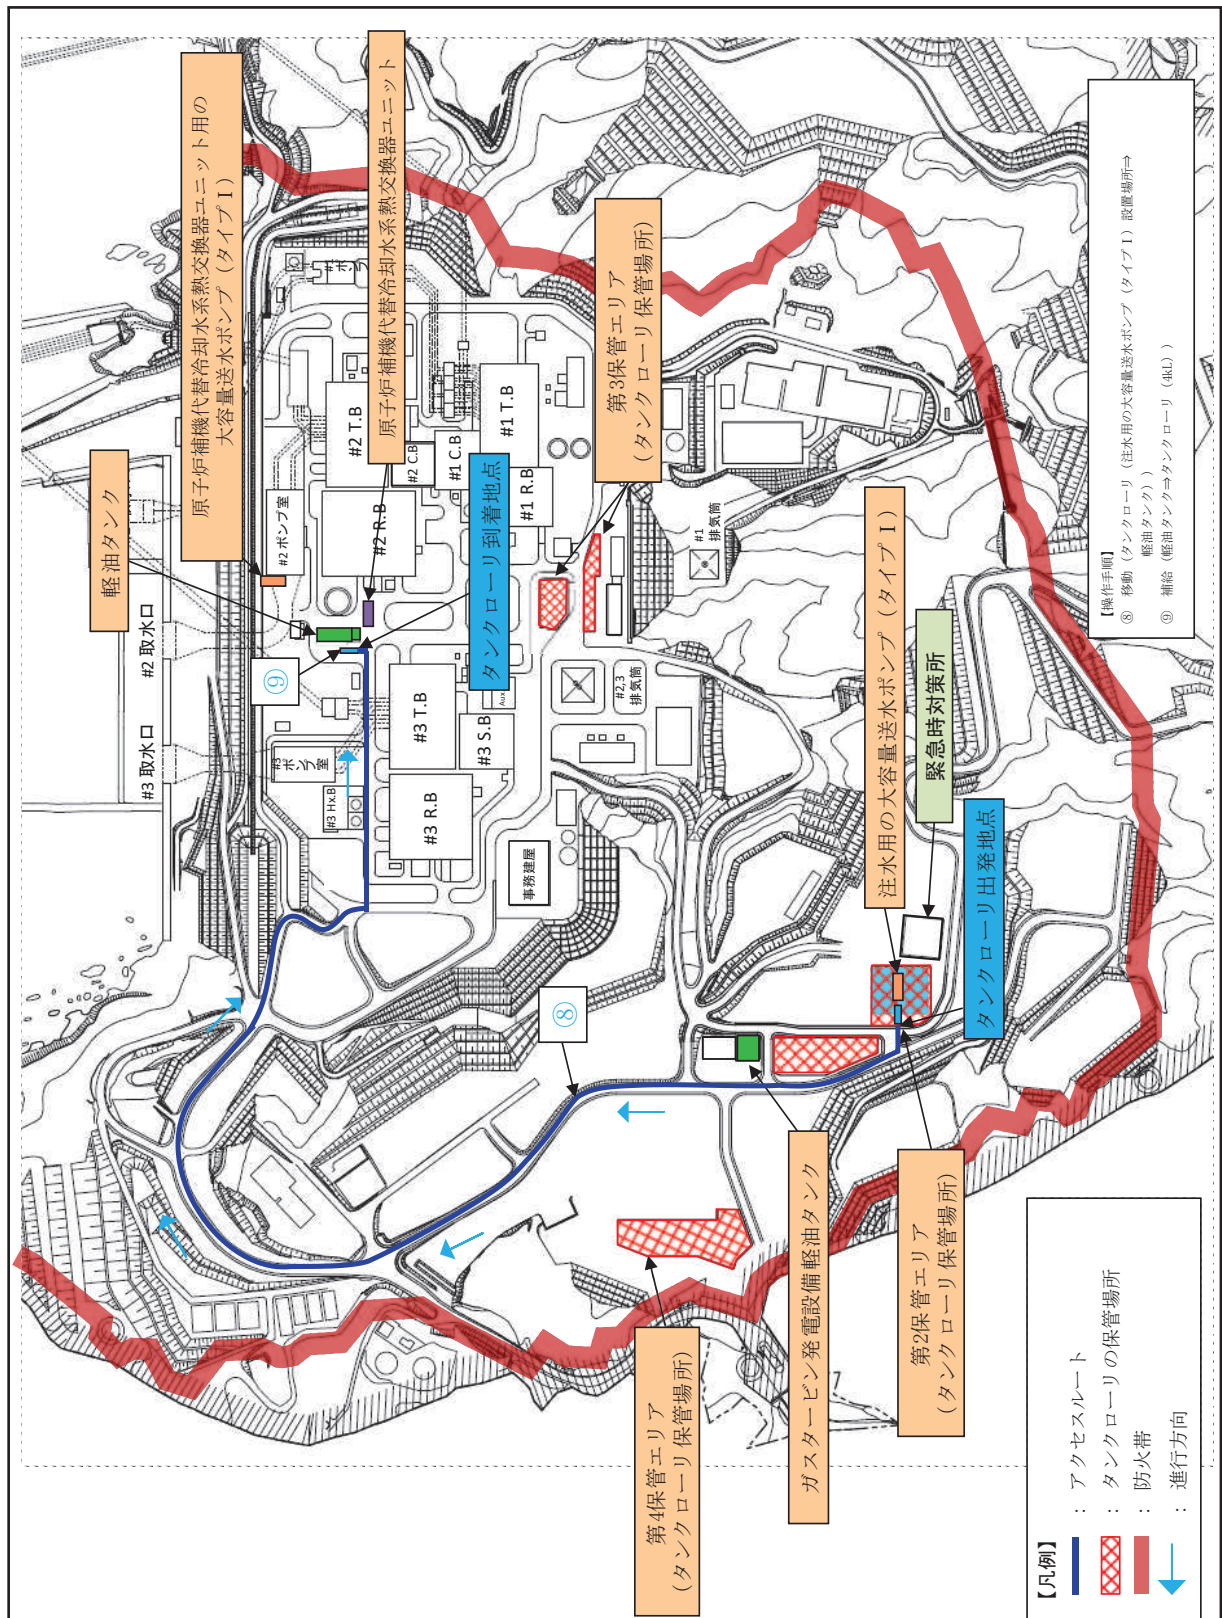 原子炉補機代替冷却水系熱交換器ユニット用の
大容量送水ポンプ（タイプⅠ）
原子炉補機代替冷却水系熱交換器ユニット
軽油タンク
タンクローリ到着地点
第3保管エリア
（タンクローリ保管場所）
注水用の大容量送水ポンプ（タイプⅠ）
緊急時対策所
タンクローリ出発地点
ガスタービン発電設備軽油タンク
第2保管エリア
（タンクローリ保管場所）
第4保管エリア
（タンクローリ保管場所）
#2 取水口
#3 取水口
#2 ポンプ室
#3
ポンプ
室
#3 Hx.B
#2 T.B
#2 C.B
#1 C.B
#1 T.B
#2 R.B
#1 R.B
#3 T.B
#3 S.B
#3 R.B
Aux
#1
排気筒
#2,3
排気筒
事務建屋
⑧
⑨
【操作手順】
⑧ 移動（タンクローリ（注水用の大容量送水ポンプ（タイプⅠ）設置場所⇒
軽油タンク））
⑨ 補給（軽油タンク⇒タンクローリ（4kL））
【凡例】
： アクセスルート
： タンクローリの保管場所
： 防火帯
： 進行方向